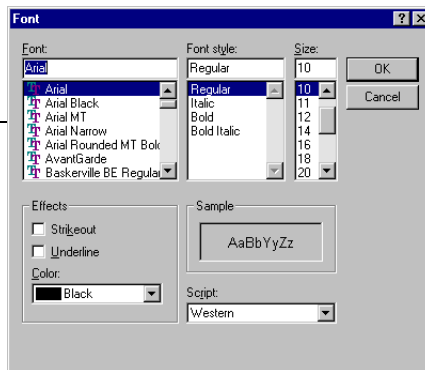 Font
Font: Font style: Size:
Arial Regular 10 OK
Arial Regular 10 Cancel
Arial Black Italic 11
Arial MT Bold 12
Arial Narrow Bold Italic 14
Arial Rounded MT Bold 16
AvantGarde 18
Baskerville BE Regular 20
Effects Sample
Strikeout
Underline AaBbYyZz
Color:
Black Script:
Western